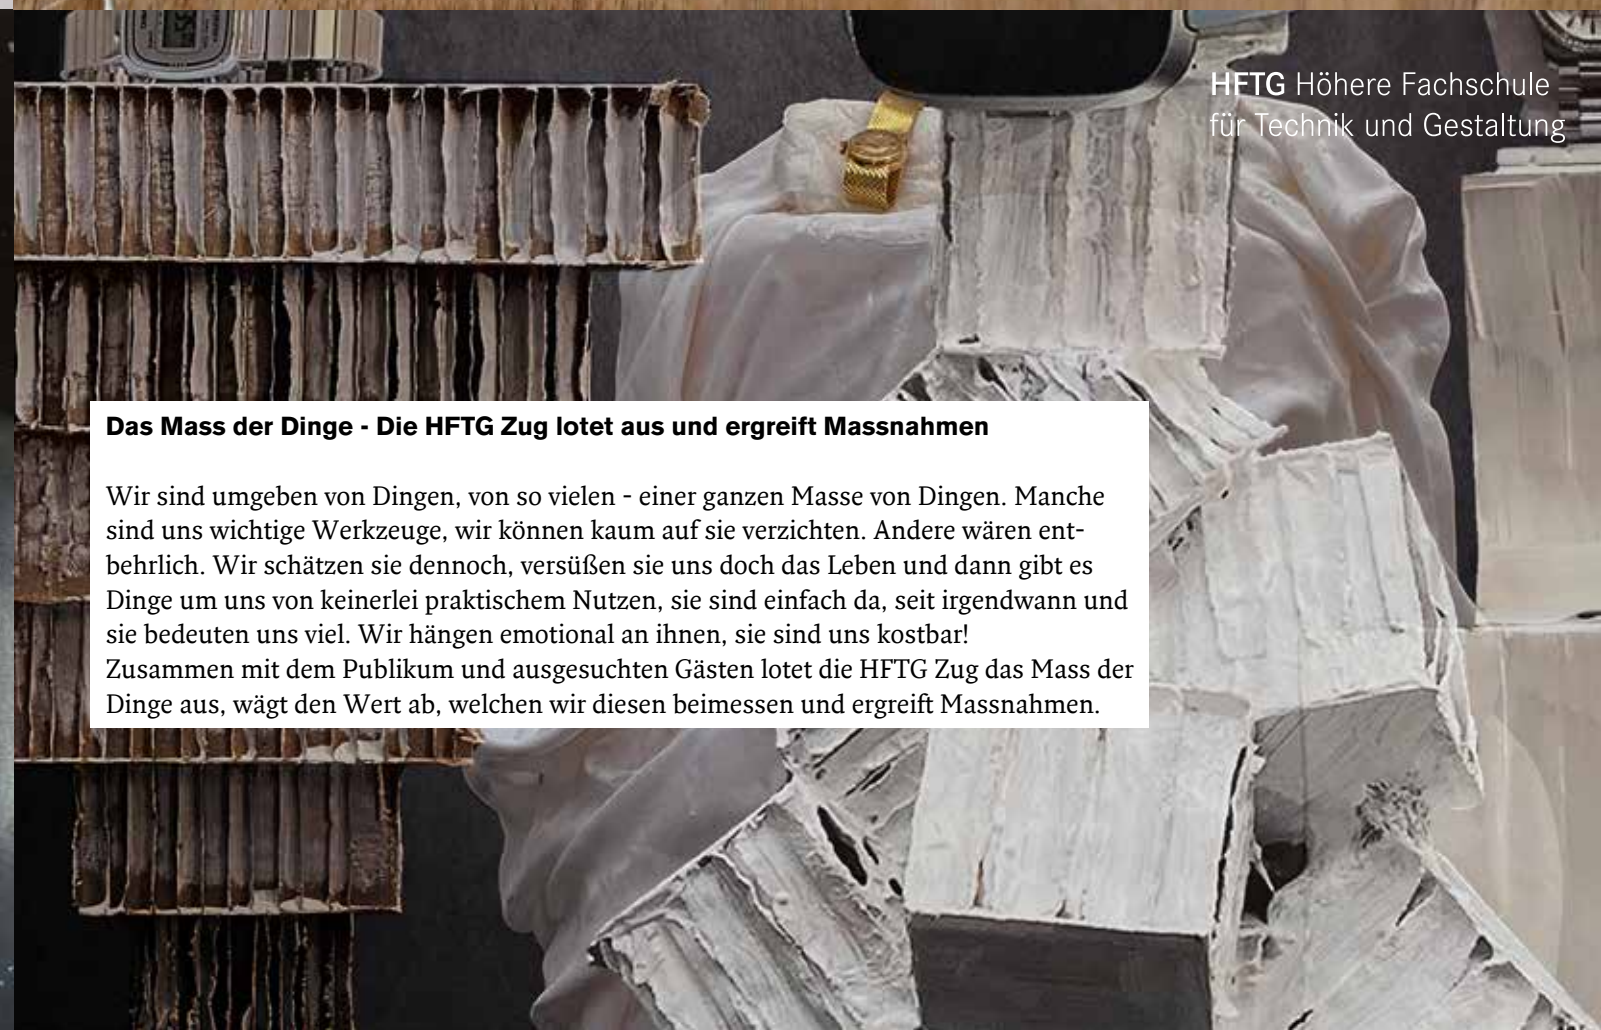 HFTG Höhere Fachschule
für Technik und Gestaltung
Das Mass der Dinge - Die HFTG Zug lotet aus und ergreift Massnahmen
Wir sind umgeben von Dingen, von so vielen - einer ganzen Masse von Dingen. Manche
sind uns wichtige Werkzeuge, wir können kaum auf sie verzichten. Andere wären ent-
behrlich. Wir schätzen sie dennoch, versüßen sie uns doch das Leben und dann gibt es
Dinge um uns von keinerlei praktischem Nutzen, sie sind einfach da, seit irgendwann und
sie bedeuten uns viel. Wir hängen emotional an ihnen, sie sind uns kostbar!
Zusammen mit dem Publikum und ausgesuchten Gästen lotet die HFTG Zug das Mass der
Dinge aus, wägt den Wert ab, welchen wir diesen beimessen und ergreift Massnahmen.